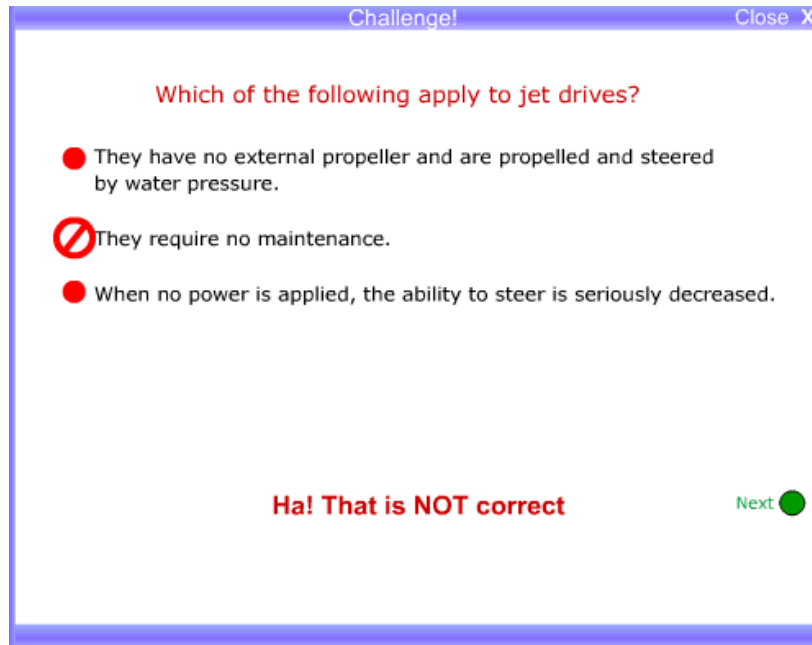 Challenge!
Close X
Which of the following apply to jet drives?
They have no external propeller and are propelled and steered
by water pressure.
They require no maintenance.
When no power is applied, the ability to steer is seriously decreased.
Ha! That is NOT correct
Next